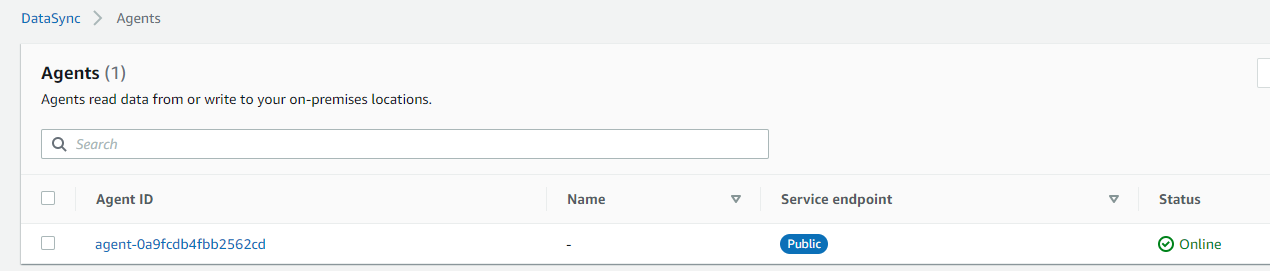 DataSync > Agents
Agents (1)
Agents read data from or write to your on-premises locations.
Search
Agent ID Name Service endpoint Status
agent-0a9fcdb4fbb2562cd - Public Online